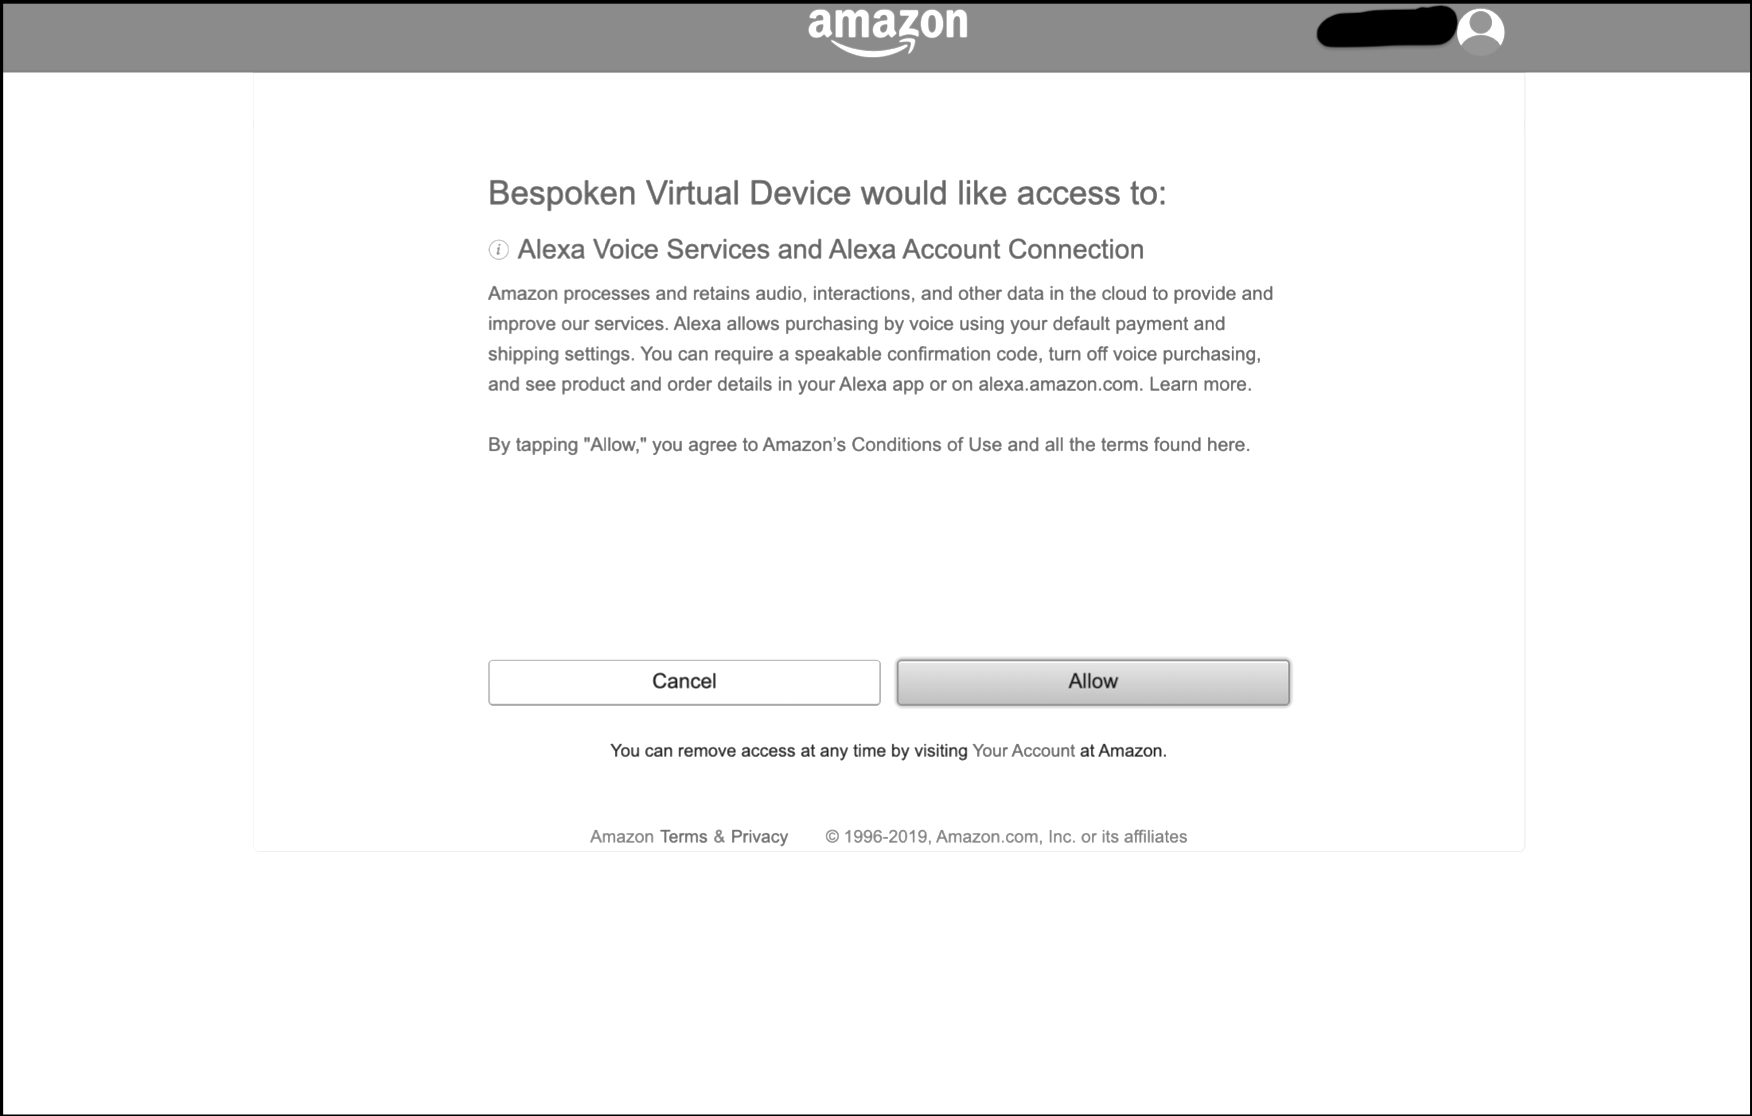 amazon
Bespoken Virtual Device would like access to:
i Alexa Voice Services and Alexa Account Connection
Amazon processes and retains audio, interactions, and other data in the cloud to provide and
improve our services. Alexa allows purchasing by voice using your default payment and
shipping settings. You can require a speakable confirmation code, turn off voice purchasing,
and see product and order details in your Alexa app or on alexa.amazon.com. Learn more.
By tapping "Allow," you agree to Amazon’s Conditions of Use and all the terms found here.
Cancel Allow
You can remove access at any time by visiting Your Account at Amazon.
Amazon Terms & Privacy © 1996-2019, Amazon.com, Inc. or its affiliates